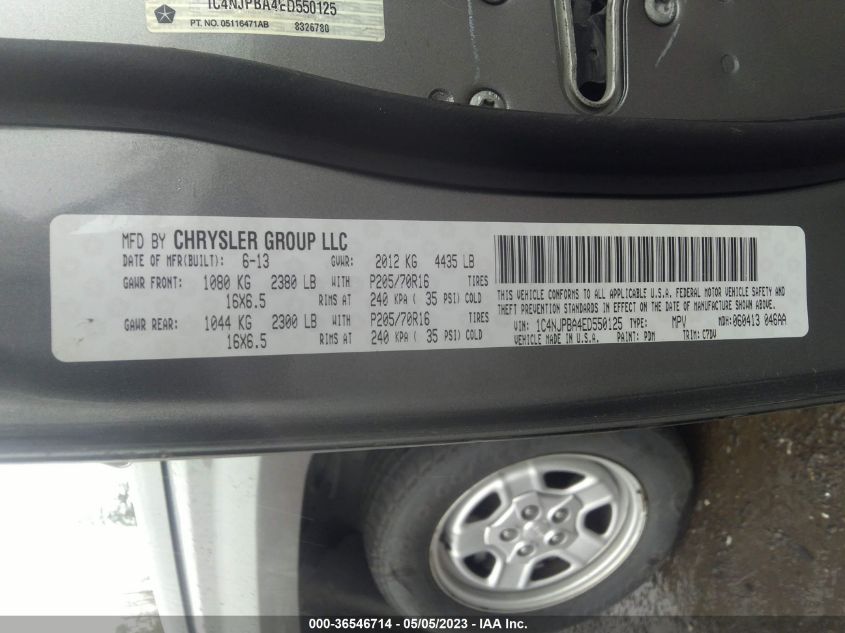 1C4NJPBA4ED550125
PT. NO. 05116471AB 8326780
MFD BY CHRYSLER GROUP LLC
DATE OF MFR(BUILT): 6-13 GVWR: 2012 KG 4435 LB
GAWR FRONT: 1080 KG 2380 LB WITH P205/70R16 TIRES
16X6.5 RIMS AT 240 KPA ( 35 PSI) COLD
GAWR REAR: 1044 KG 2300 LB WITH P205/70R16 TIRES
16X6.5 RIMS AT 240 KPA ( 35 PSI) COLD
THIS VEHICLE CONFORMS TO ALL APPLICABLE U.S.A. FEDERAL MOTOR VEHICLE SAFETY AND
THEFT PREVENTION STANDARDS IN EFFECT ON THE DATE OF MANUFACTURE SHOWN ABOVE.
VIN: 1C4NJPBA4ED550125 TYPE: MPV MDH: 060413 046AA
VEHICLE MADE IN U.S.A. PAINT: PDM TRIM: C7DV
000-36546714 - 05/05/2023 - IAA Inc.